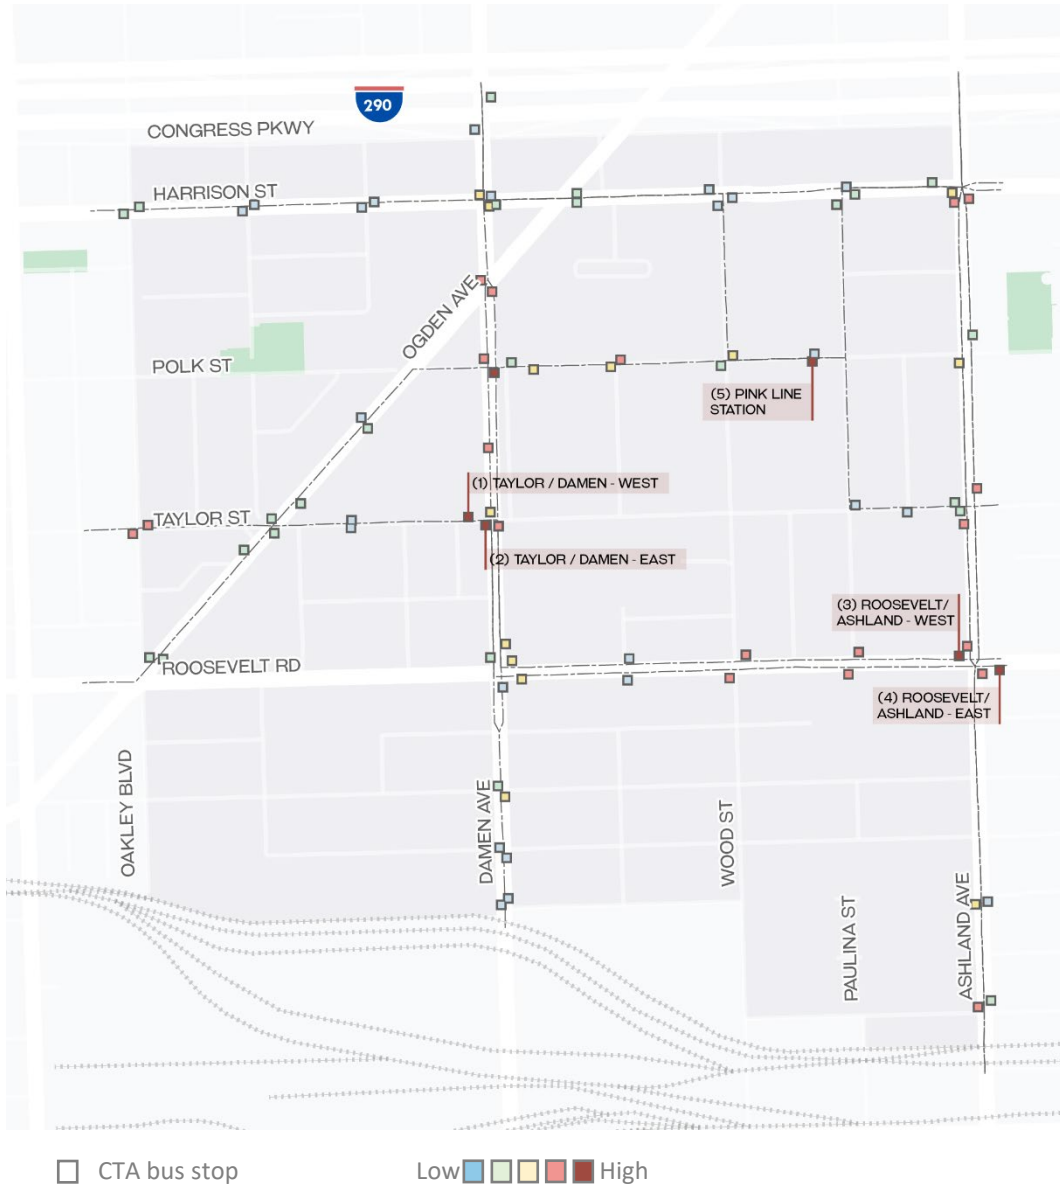 290
CONGRESS PKWY
HARRISON ST
OGDEN AVE
POLK ST
(5) PINK LINE
STATION
(1) TAYLOR / DAMEN - WEST
TAYLOR ST
(2) TAYLOR / DAMEN - EAST
(3) ROOSEVELT/
ASHLAND - WEST
ROOSEVELT RD
(4) ROOSEVELT/
ASHLAND - EAST
OAKLEY BLVD
DAMEN AVE
WOOD ST
PAULINA ST
ASHLAND AVE
CTA bus stop
Low
High